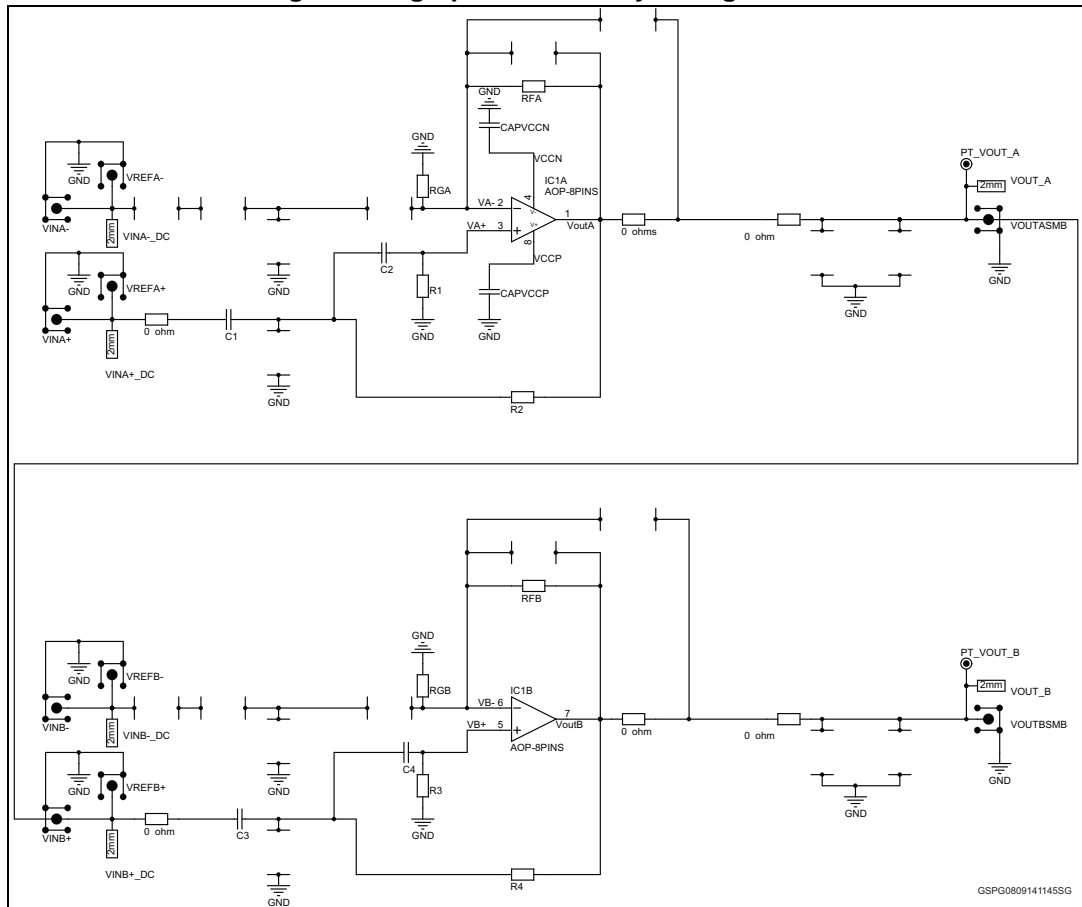 GND
RFA
GND
CAPVCCN
GND
VCCN
PT_VOUT_A
VREFA-
GND
RGA
IC1A
AOP-8PINS
2mm
VOUT_A
VA- 2
4
V-
1
VINA-
2mm
VINA-_DC
VA+ 3
V+
VoutA
0 ohms
0 ohm
VOUTASMB
8
VCCP
C2
GND
GND
VREFA+
R1
CAPVCCP
GND
GND
VINA+
0 ohm
C1
2mm
GND
GND
VINA+_DC
GND
R2
RFB
GND
PT_VOUT_B
GND
VREFB-
RGB
IC1B
2mm
VOUT_B
VB- 6
7
VINB-
2mm
VINB-_DC
VB+ 5
VoutB
0 ohm
0 ohm
VOUTBSMB
AOP-8PINS
C4
GND
GND
VREFB+
R3
GND
GND
VINB+
0 ohm
C3
GND
2mm
VINB+_DC
R4
GND
GSPG0809141145SG